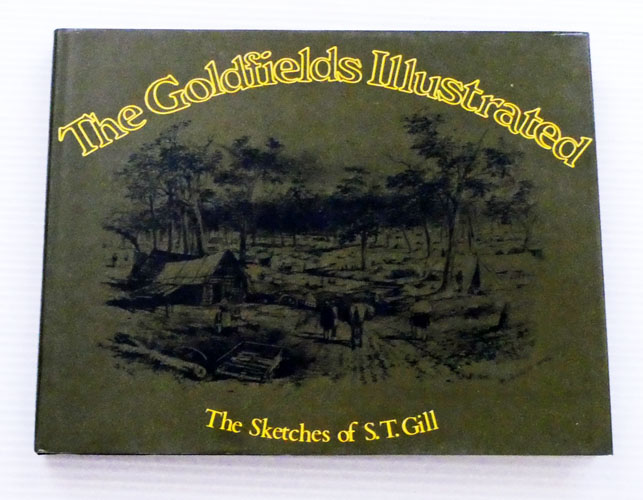 The Goldfields Illustrated
The Sketches of S.T. Gill